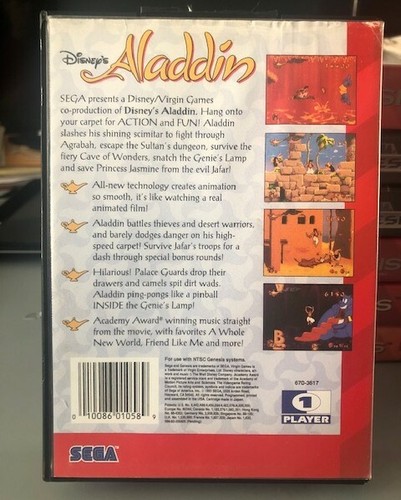 Disney's Aladdin
SEGA presents a Disney/Virgin Games
co-production of Disney's Aladdin. Hang onto
your carpet for ACTION and FUN! Aladdin
slashes his shining scimitar to fight through
Agrabah, escape the Sultan's dungeon, survive the
fiery Cave of Wonders, snatch the Genie's Lamp
and save Princess Jasmine from the evil Jafar!
All-new technology creates animation
so smooth, it's like watching a real
animated film!
Aladdin battles thieves and desert warriors,
and barely dodges danger on his high-
speed carpet! Survive Jafar's troops for a
dash through special bonus rounds!
Hilarious! Palace Guards drop their
drawers and camels spit dirt wads.
Aladdin ping-pongs like a pinball
INSIDE the Genie's Lamp!
Academy Award® winning music straight
from the movie, with favorites A Whole
New World, Friend Like Me and more!
For use with NTSC Genesis systems.
670-3617
0 10086 01058 9
1
PLAYER
SEGA